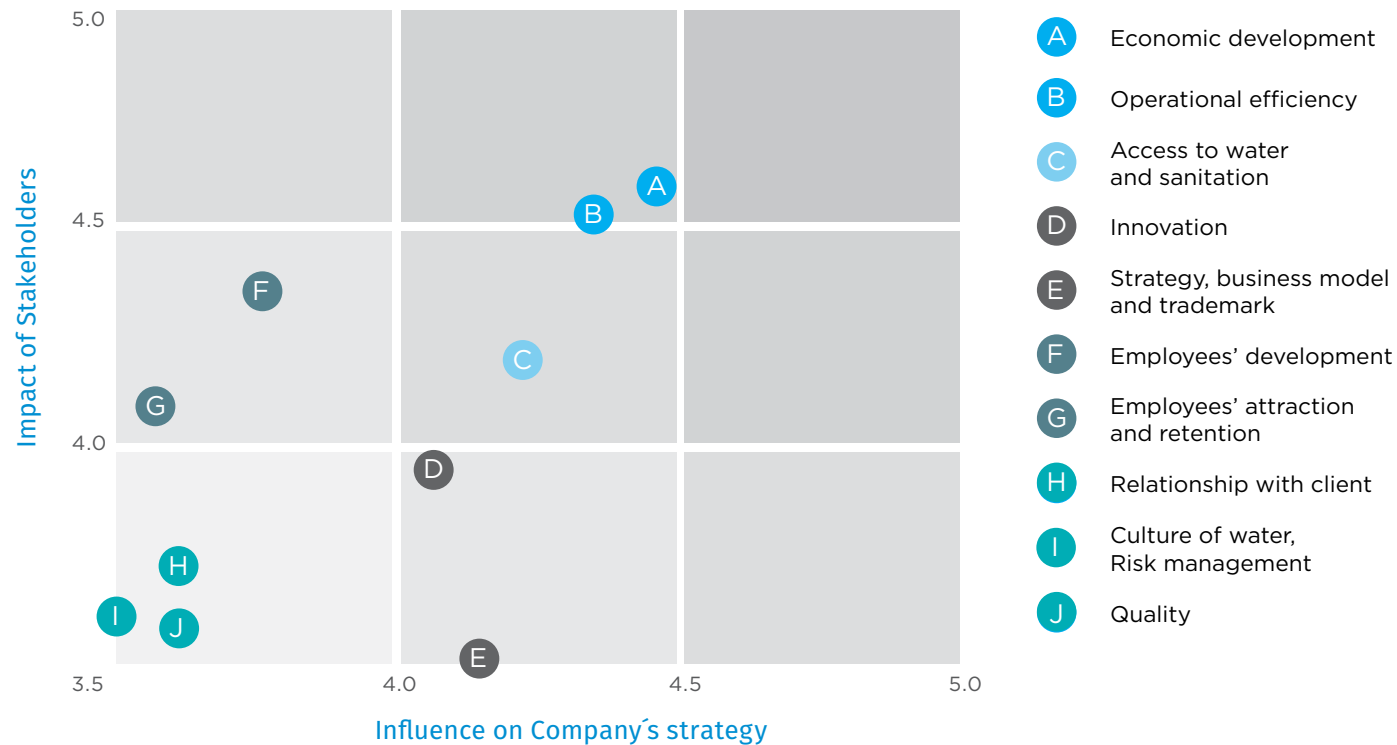 5.0
4.5
4.0
3.5
4.0
4.5
5.0
Impact of Stakeholders
Influence on Company´s strategy
A
B
F
C
G
D
H
I
J
E
A Economic development
B Operational efficiency
C Access to water
and sanitation
D Innovation
E Strategy, business model
and trademark
F Employees’ development
G Employees’ attraction
and retention
H Relationship with client
I Culture of water,
Risk management
J Quality